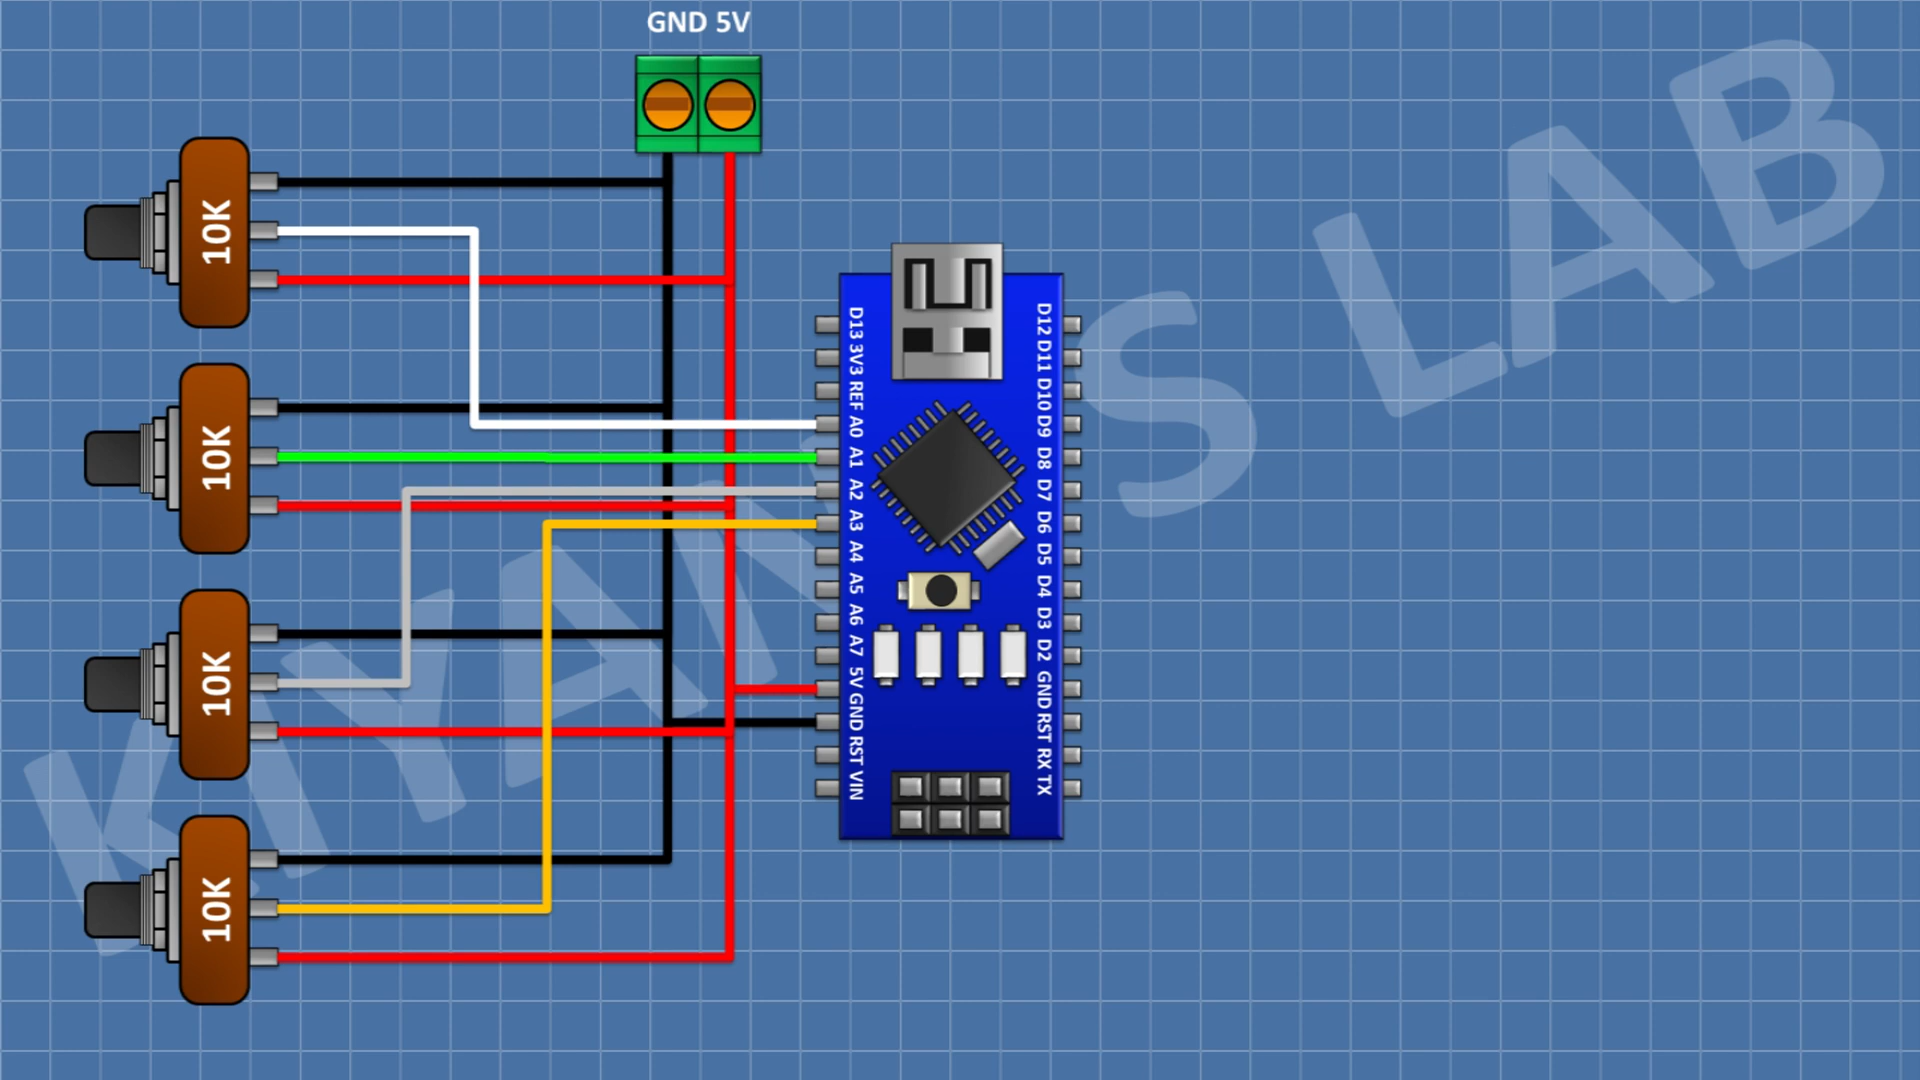 GND 5V
10K
10K
10K
10K
D13 3V3 REF A0 A1 A2 A3 A4 A5 A6 A7 5V GND RST VIN
D12 D11 D10 D9 D8 D7 D6 D5 D4 D3 D2 GND RST RX TX
KIYAN'S LAB